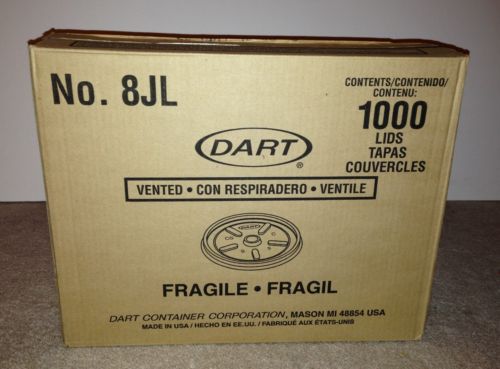 No. 8JL
CONTENTS/CONTENIDO/
CONTENU:
1000
LIDS
TAPAS
COUVERCLES
DART
®
VENTED • CON RESPIRADERO • VENTILE
DART
FRAGILE • FRAGIL
DART CONTAINER CORPORATION, MASON MI 48854 USA
MADE IN USA / HECHO EN EE.UU. / FABRIQUÉ AUX ÉTATS-UNIS